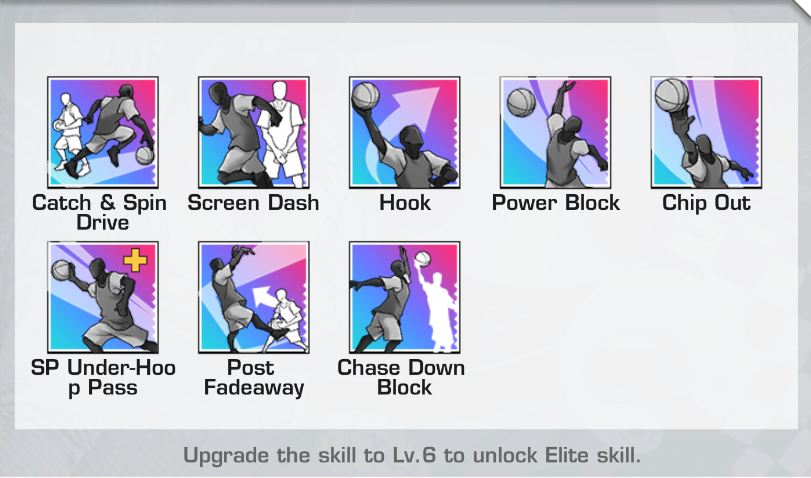 Catch & Spin
Drive
Screen Dash
Hook
Power Block
Chip Out
SP Under-Hoo
p Pass
Post
Fadeaway
Chase Down
Block
Upgrade the skill to Lv.6 to unlock Elite skill.